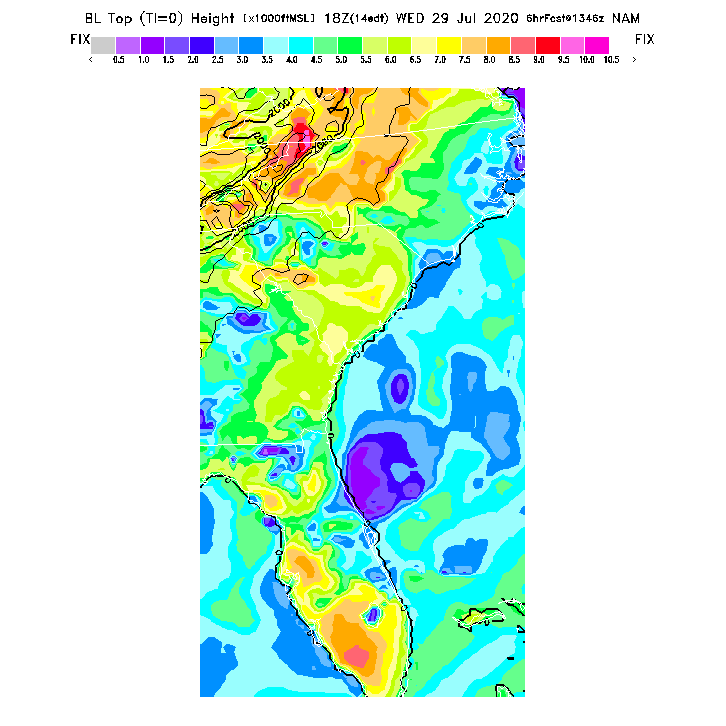 BL Top (TI=0) Height [x1000ftMSL] 18Z(14edt) WED 29 Jul 2020 6hrFcst@1346z NAM
FIX FIX
< 0.5 1.0 1.5 2.0 2.5 3.0 3.5 4.0 4.5 5.0 5.5 6.0 6.5 7.0 7.5 8.0 8.5 9.0 9.5 10.0 10.5 >
2000
2000
2000